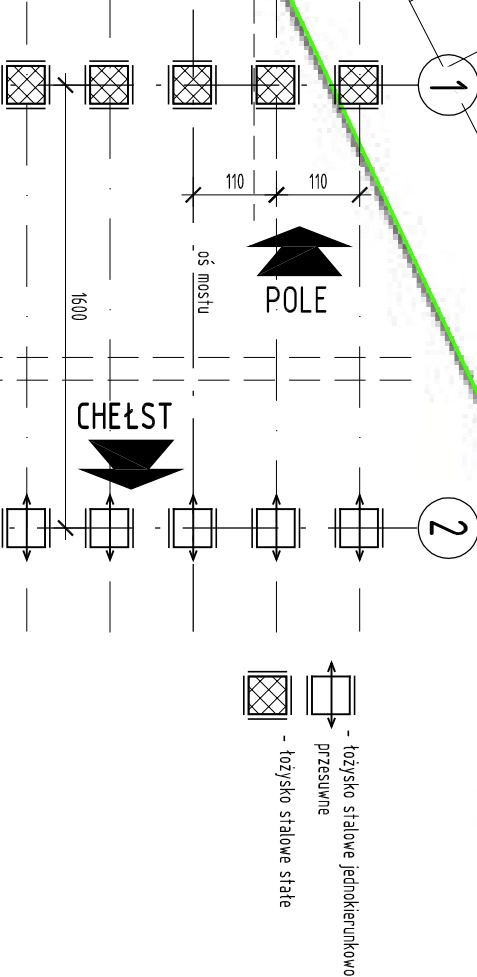 1
110
110
oś mostu
POLE
1600
CHEŁST
2
- łożysko stalowe jednokierunkowo
przesuwne
- łożysko stalowe stałe